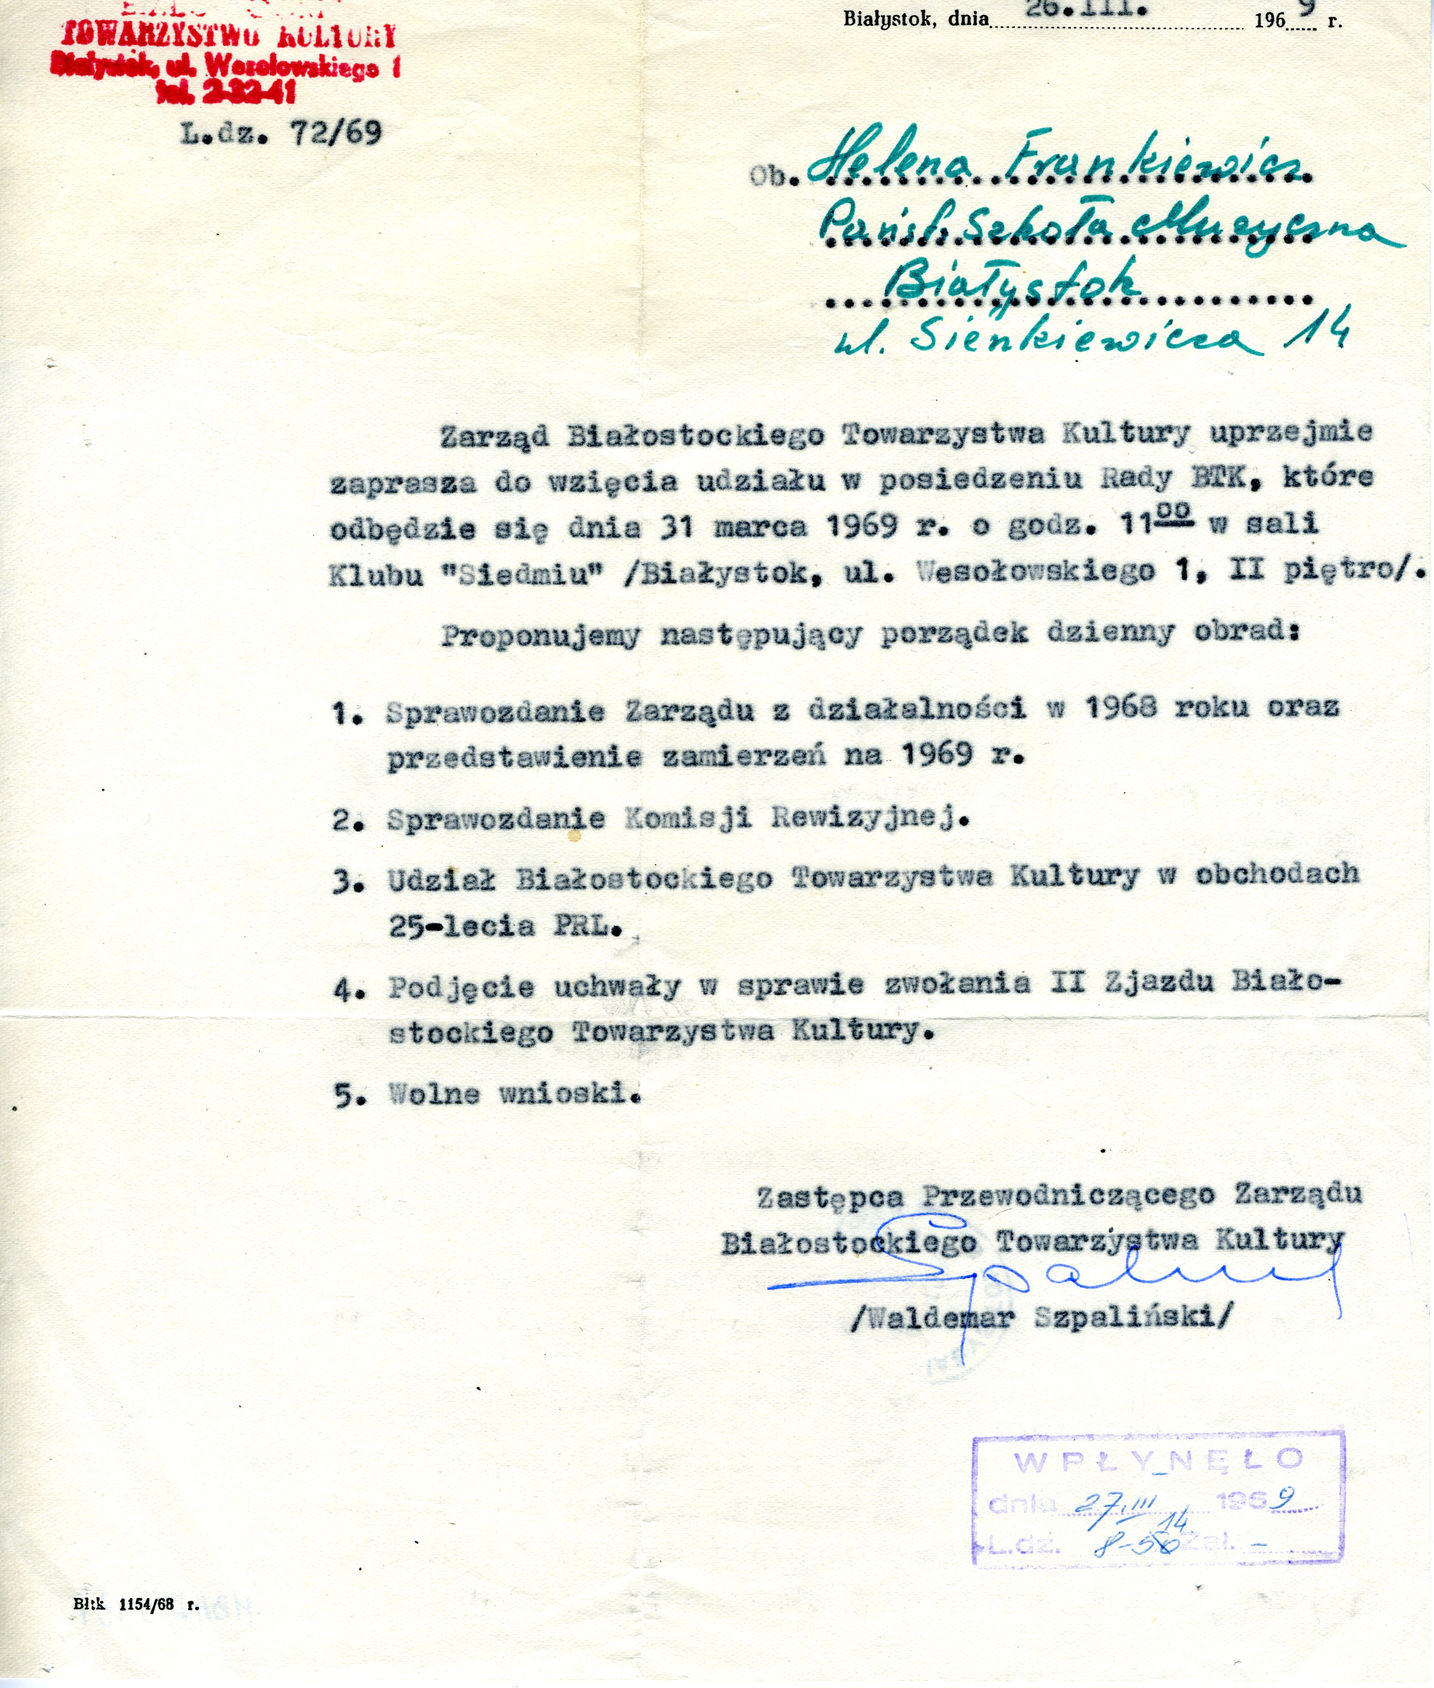 Białystok, dnia 26.III. 1969 r.
TOWARZYSTWO KULTURY
Białystok, ul. Wesołowskiego 1
tel. 2-32-41
L.dz. 72/69
Ob. Helena Frankiewicz
Państ. Szkoła Muzyczna
Białystok
ul. Sienkiewicza 14
Zarząd Białostockiego Towarzystwa Kultury uprzejmie
zaprasza do wzięcia udziału w posiedzeniu Rady BTK, które
odbędzie się dnia 31 marca 1969 r. o godz. 11⁰⁰ w sali
Klubu "Siedmiu" /Białystok, ul. Wesołowskiego 1, II piętro/.
Proponujemy następujący porządek dzienny obrad:
1. Sprawozdanie Zarządu z działalności w 1968 roku oraz
przedstawienie zamierzeń na 1969 r.
2. Sprawozdanie Komisji Rewizyjnej.
3. Udział Białostockiego Towarzystwa Kultury w obchodach
25-lecia PRL.
4. Podjęcie uchwały w sprawie zwołania II Zjazdu Biało-
stockiego Towarzystwa Kultury.
5. Wolne wnioski.
Zastępca Przewodniczącego Zarządu
Białostockiego Towarzystwa Kultury
/Waldemar Szpaliński/
WPŁYNĘŁO
dnia 27.III 1969
L.dz. 8-50 14 Zał. -
Błtk 1154/68 r.